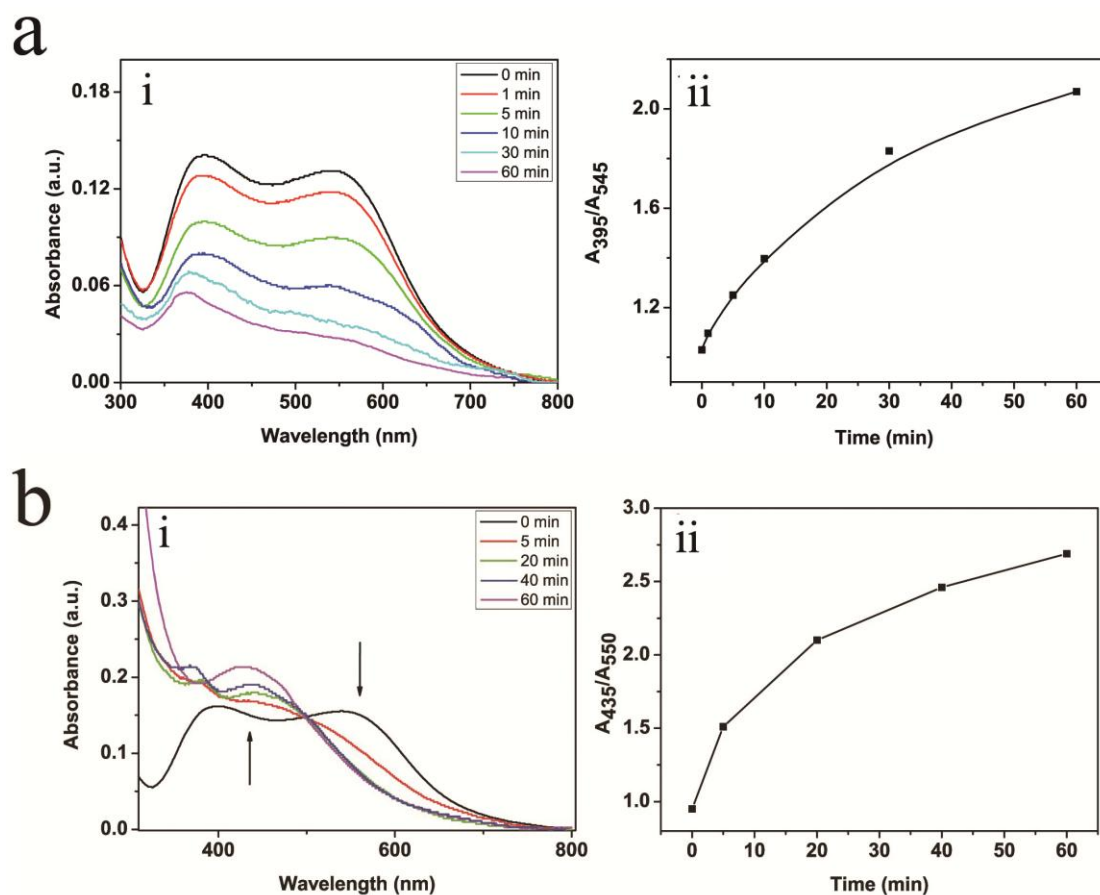 a
i
0 min
1 min
5 min
10 min
30 min
60 min
0.18
0.12
0.06
0.00
Absorbance (a.u.)
300 400 500 600 700 800
Wavelength (nm)
ii
2.0
1.6
1.2
A395/A545
0 10 20 30 40 50 60
Time (min)
b
i
0 min
5 min
20 min
40 min
60 min
0.4
0.3
0.2
0.1
0.0
Absorbance (a.u.)
400 600 800
Wavelength (nm)
ii
3.0
2.5
2.0
1.5
1.0
A435/A550
0 10 20 30 40 50 60
Time (min)